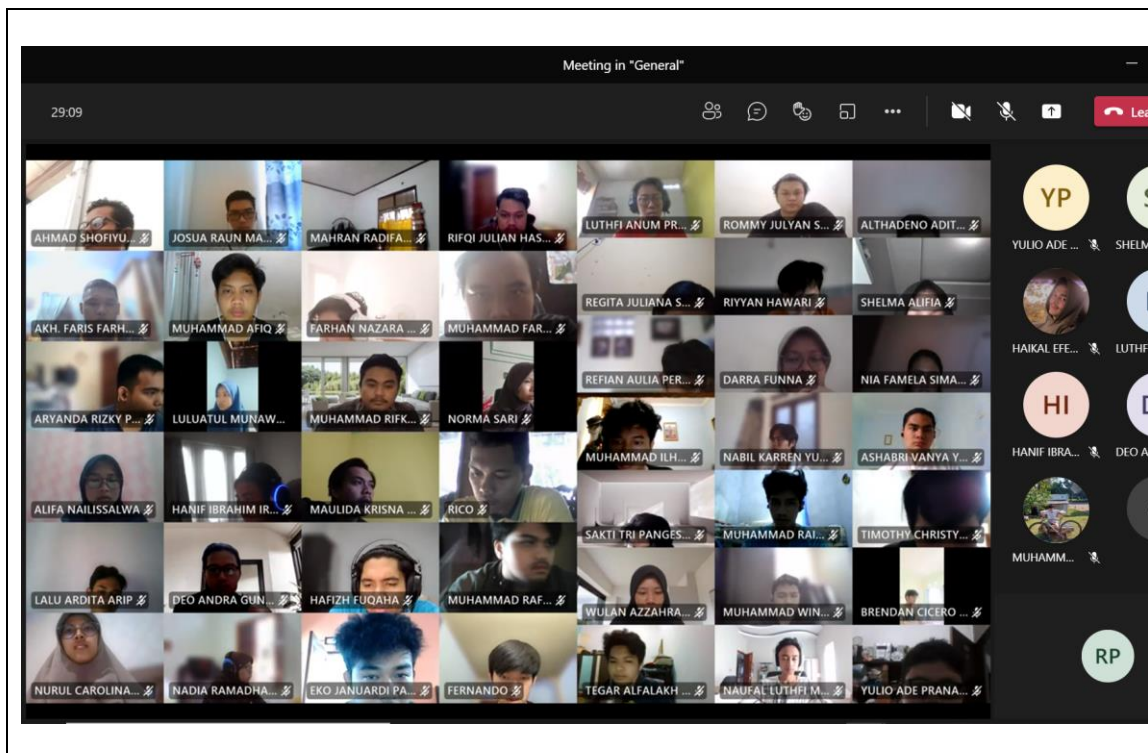 Meeting in "General"
29:09
Lea
AHMAD SHOFIYU...
JOSUA RAUN MA...
MAHRAN RADIFA...
RIFQI JULIAN HAS...
LUTHFI ANUM PR...
ROMMY JULYAN S...
ALTHADENO ADIT...
AKH. FARIS FARH...
MUHAMMAD AFIQ
FARHAN NAZARA ...
MUHAMMAD FAR...
REGITA JULIANA S...
RIYYAN HAWARI
SHELMA ALIFIA
ARYANDA RIZKY P...
LULUATUL MUNAW...
MUHAMMAD RIFK...
NORMA SARI
REFIAN AULIA PER...
DARRA FUNNA
NIA FAMELA SIMA...
ALIFA NAILISSALWA
HANIF IBRAHIM IR...
MAULIDA KRISNA ...
RICO
MUHAMMAD ILH...
NABIL KARREN YU...
ASHABRI VANYA Y...
LALU ARDITA ARIP
DEO ANDRA GUN...
HAFIZH FUQAHA
MUHAMMAD RAF...
SAKTI TRI PANGES...
MUHAMMAD RAI...
TIMOTHY CHRISTY...
NURUL CAROLINA...
NADIA RAMADHA...
EKO JANUARDI PA...
FERNANDO
WULAN AZZAHRA...
MUHAMMAD WIN...
BRENDAN CICERO ...
TEGAR ALFALAKH ...
NAUFAL LUTHFI M...
YULIO ADE PRANA...
YP
S
YULIO ADE ...
SHELM
HAIKAL EFE...
LUTHF
HI
D
HANIF IBRA...
DEO A
MUHAMM...
RP